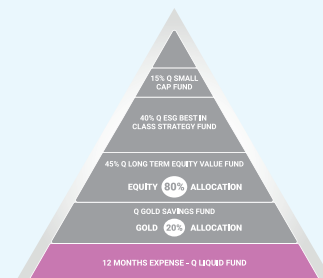 15% Q SMALL
CAP FUND
40% Q ESG BEST IN
CLASS STRATEGY FUND
45% Q LONG TERM EQUITY VALUE FUND
EQUITY 80% ALLOCATION
Q GOLD SAVINGS FUND
GOLD 20% ALLOCATION
12 MONTHS EXPENSE - Q LIQUID FUND